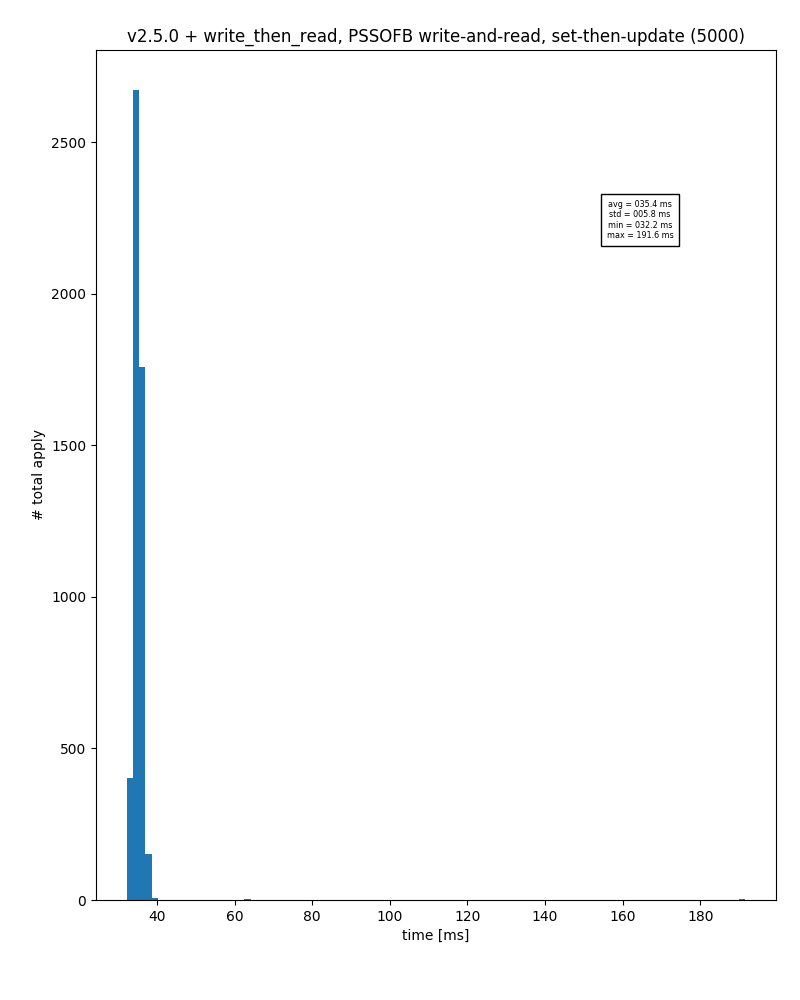 v2.5.0 + write_then_read, PSSOFB write-and-read, set-then-update (5000)
2500
2000
1500
1000
500
0
# total apply
avg = 035.4 ms
std = 005.8 ms
min = 032.2 ms
max = 191.6 ms
40 60 80 100 120 140 160 180
time [ms]